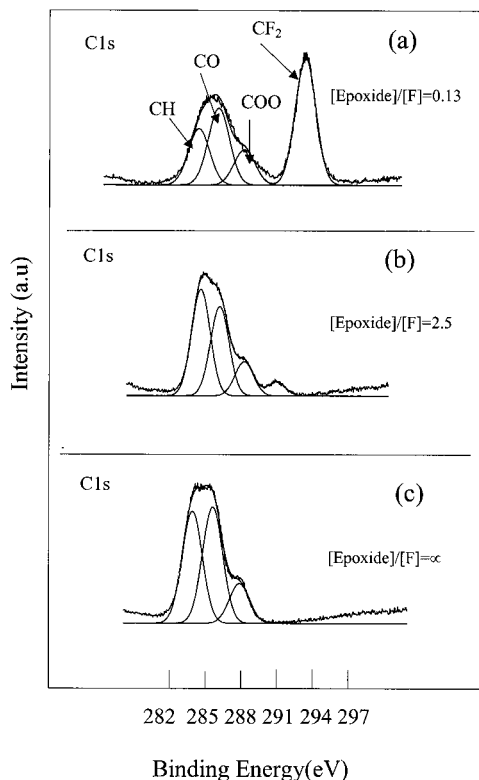 C1s
(a)
CF2
CO
[Epoxide]/[F]=0.13
CH
COO
C1s
(b)
[Epoxide]/[F]=2.5
C1s
(c)
[Epoxide]/[F]=∝
Intensity (a.u)
282 285 288 291 294 297
Binding Energy(eV)